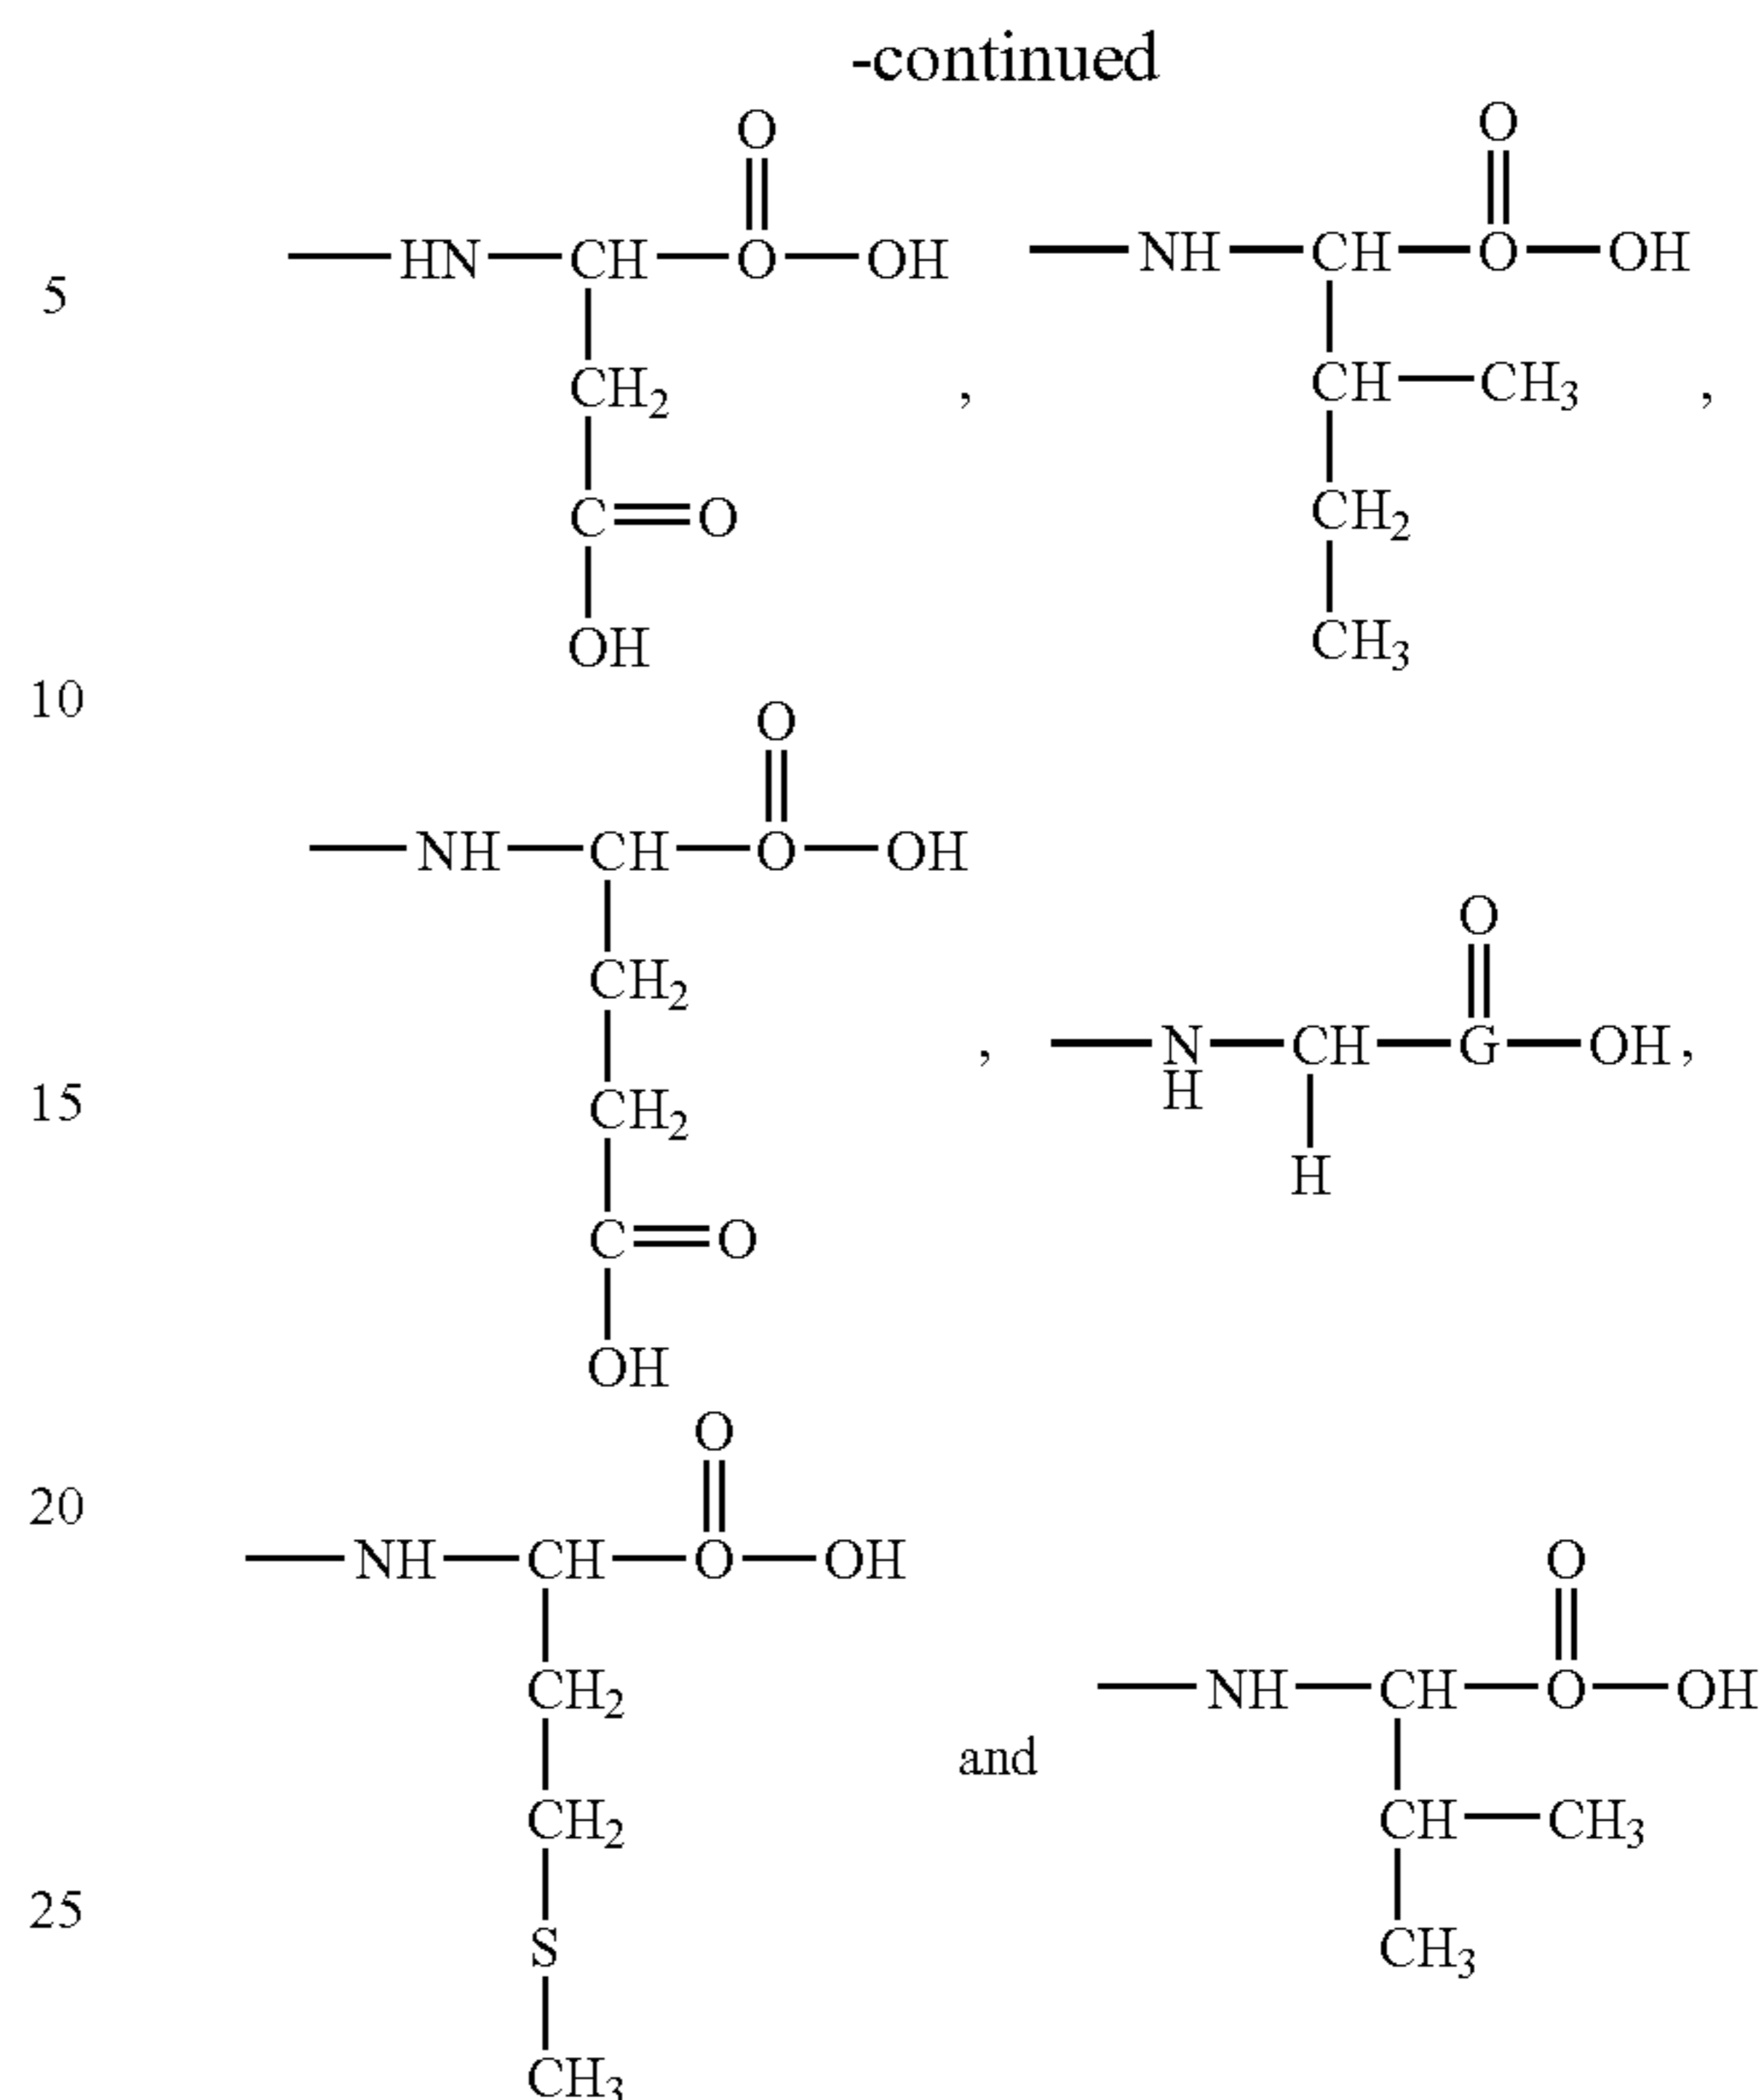 -continued
O O
HN CH O OH NH CH O OH
5
CH2 , CH CH3 ,
C O CH2
OH CH3
10
O
NH CH O OH
O
CH2
, N H CH G OH,
15 CH2
H
C O
OH
O
20
NH CH O OH O
CH2 NH CH O OH
and
CH2 CH CH3
25
S CH3
CH3